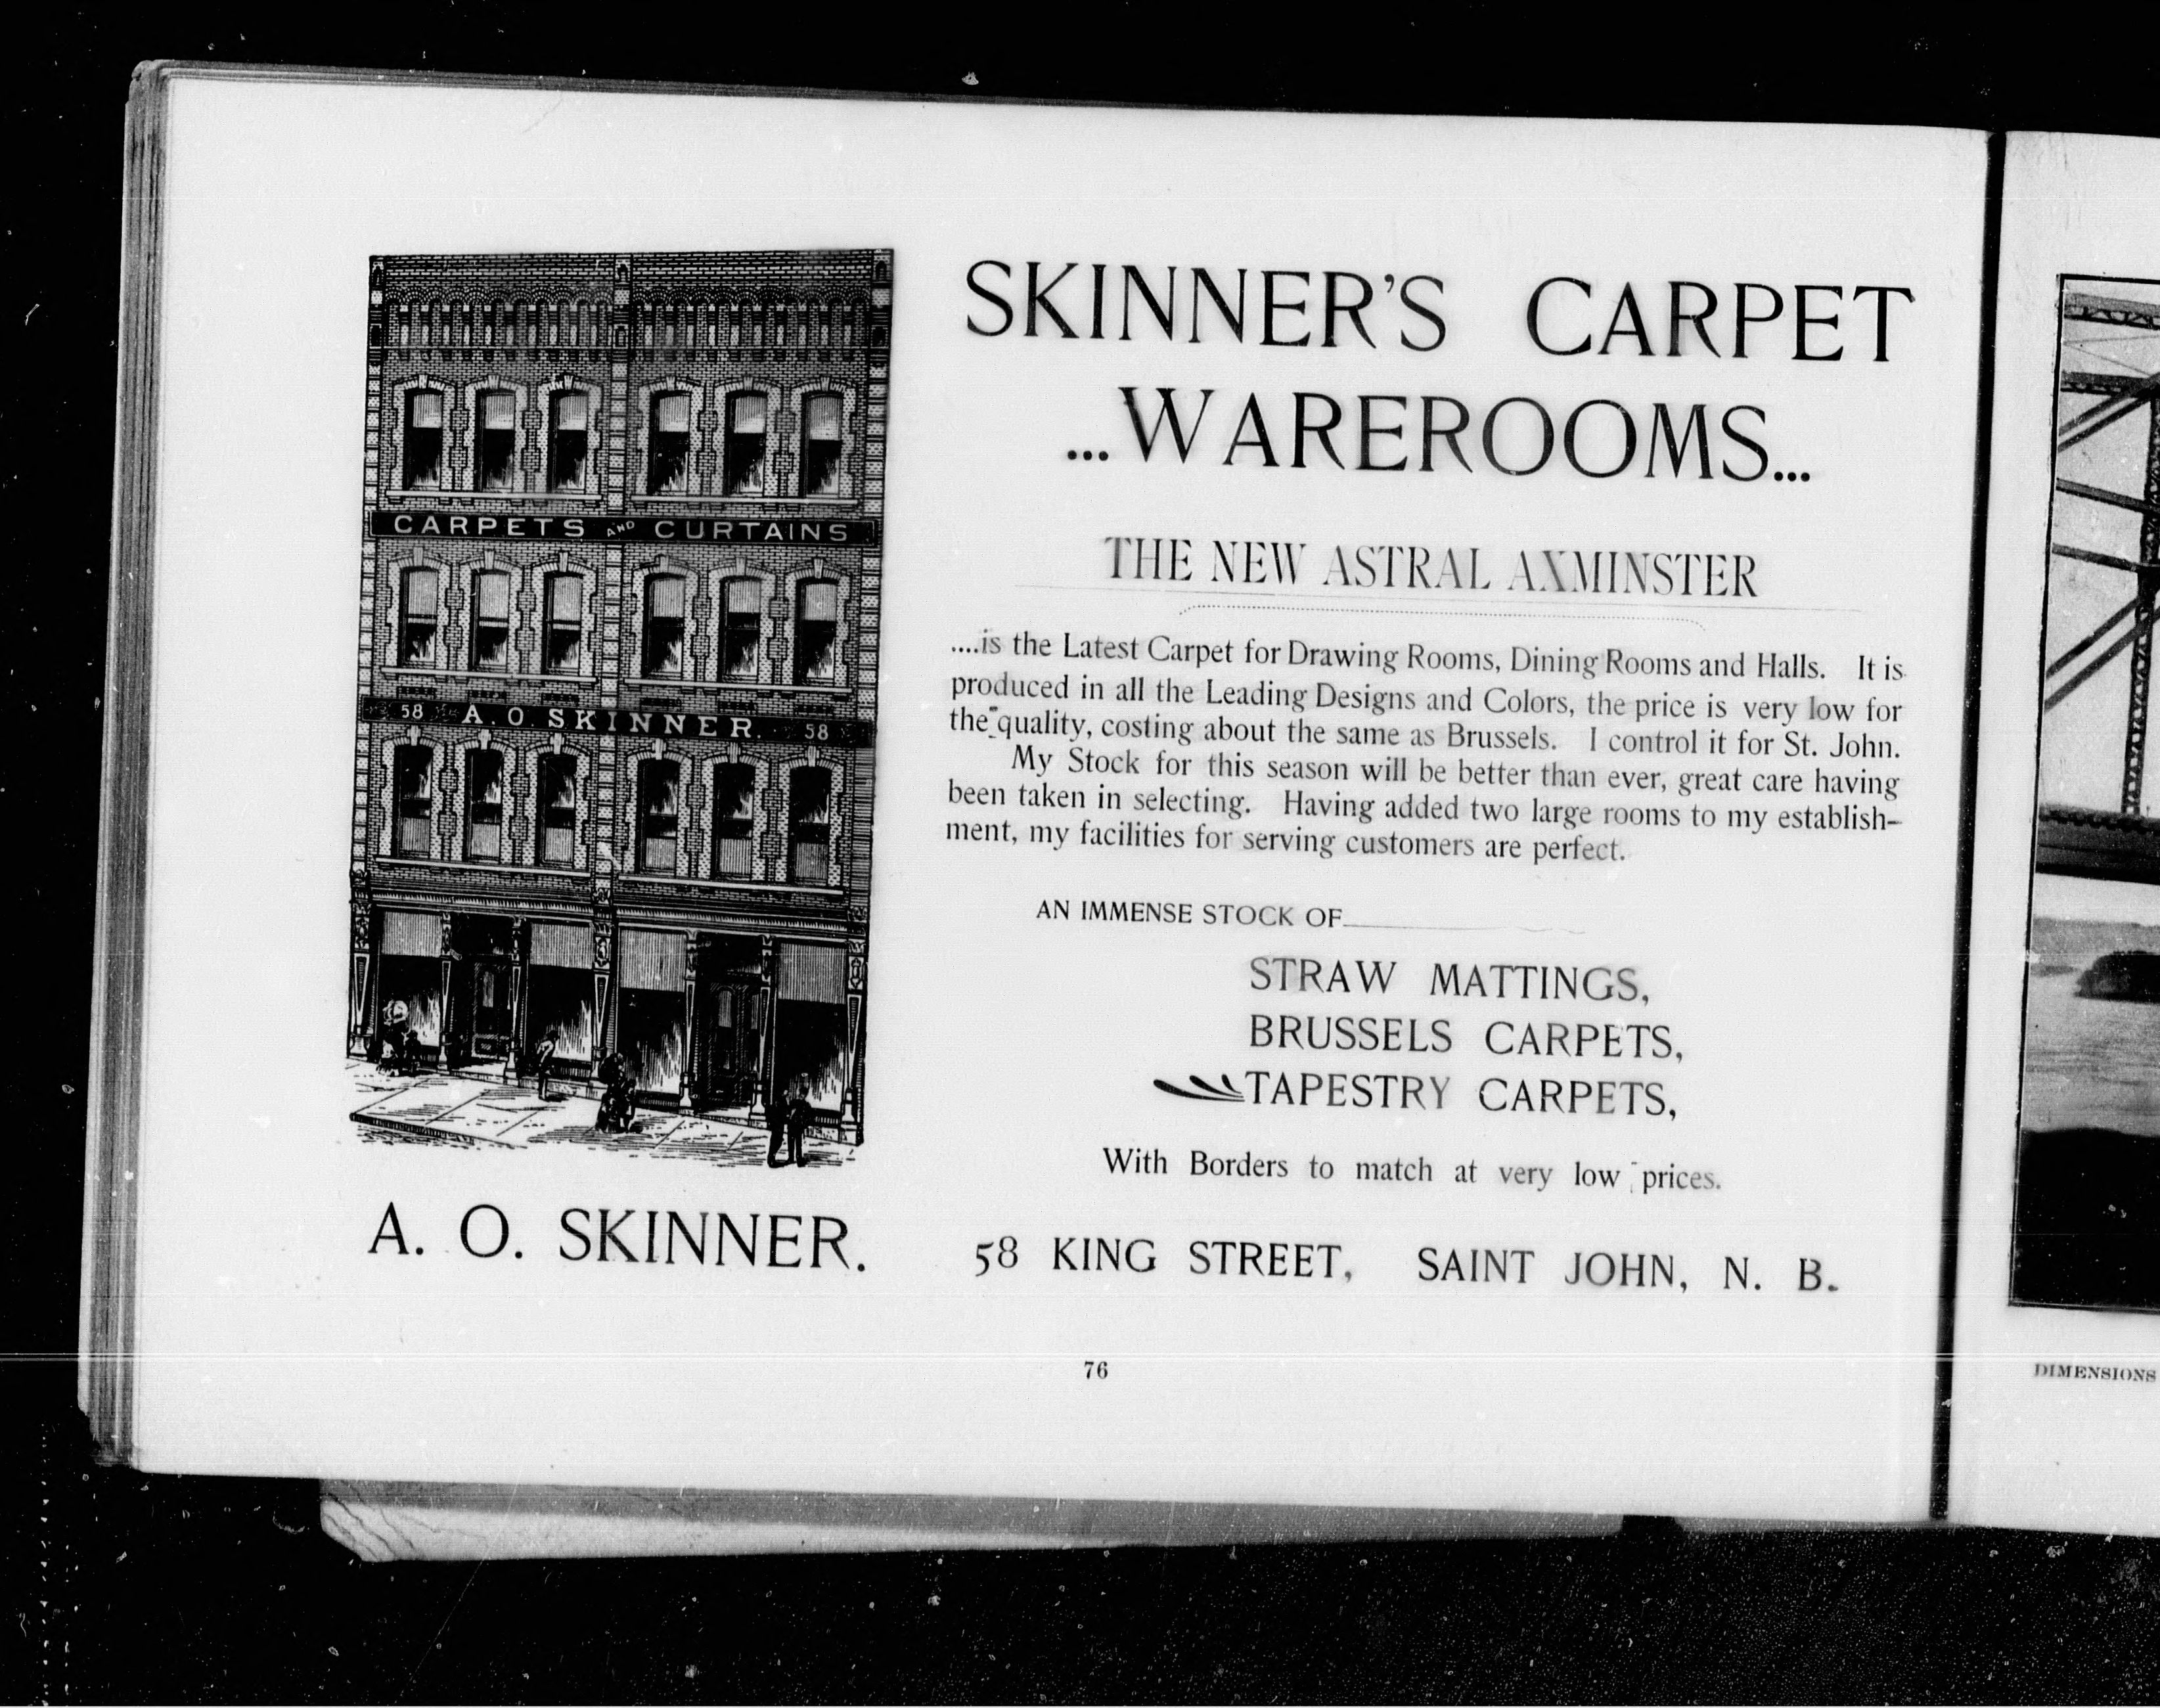 CARPETS AND CURTAINS
58 A. O. SKINNER. 58
A. O. SKINNER.
SKINNER'S CARPET
...WAREROOMS...
THE NEW ASTRAL AXMINSTER
....is the Latest Carpet for Drawing Rooms, Dining Rooms and Halls. It is
produced in all the Leading Designs and Colors, the price is very low for
the quality, costing about the same as Brussels. I control it for St. John.
My Stock for this season will be better than ever, great care having
been taken in selecting. Having added two large rooms to my establish-
ment, my facilities for serving customers are perfect.
AN IMMENSE STOCK OF
STRAW MATTINGS,
BRUSSELS CARPETS,
TAPESTRY CARPETS,
With Borders to match at very low prices.
58 KING STREET, SAINT JOHN, N. B.
76
DIMENSIONS